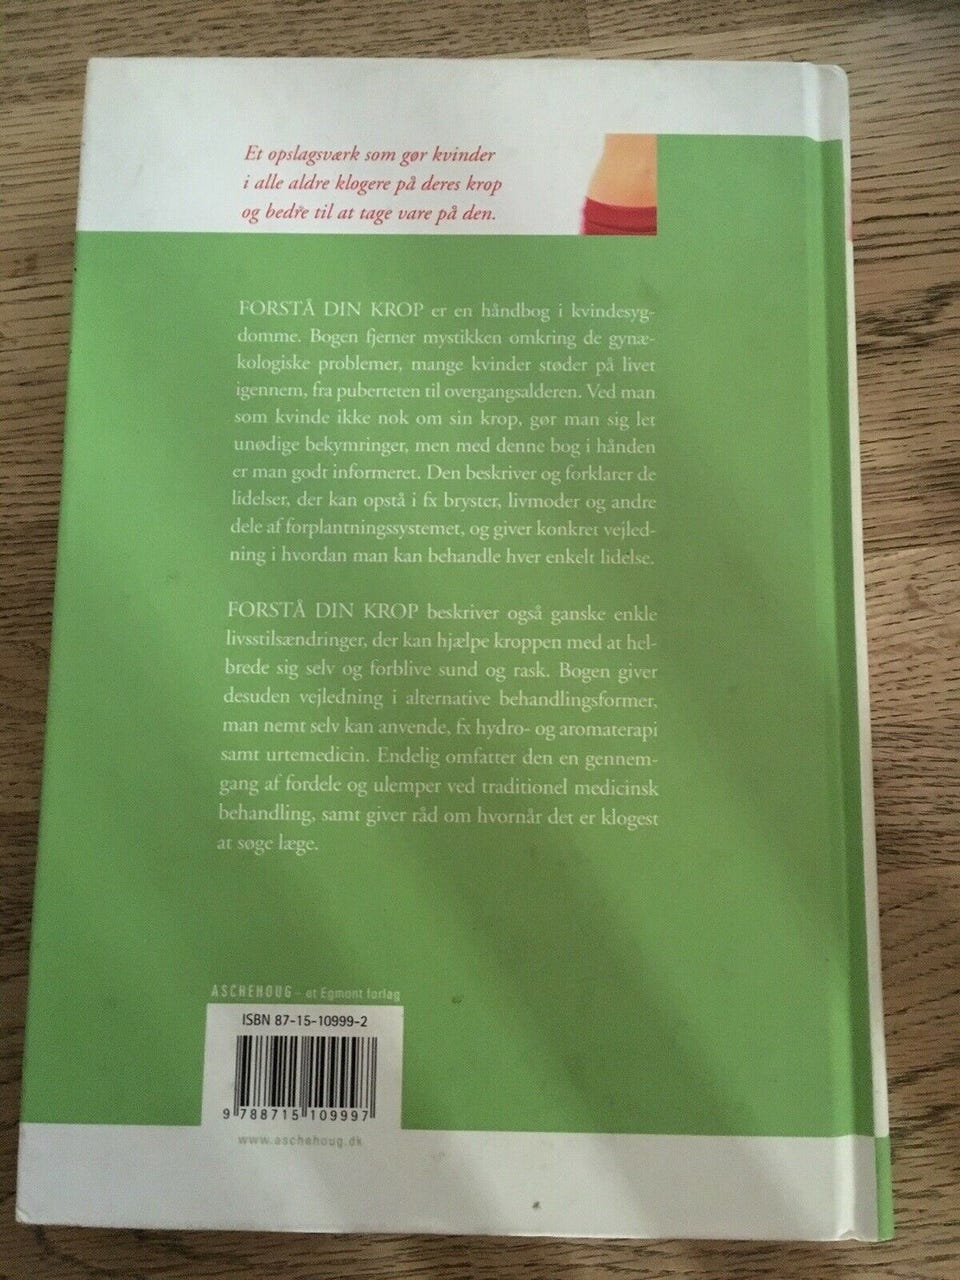 Et opslagsværk som gør kvinder
i alle aldre klogere på deres krop
og bedre til at tage vare på den.
FORSTÅ DIN KROP er en håndbog i kvindesyg-
domme. Bogen fjerner mystikken omkring de gynæ-
kologiske problemer, mange kvinder støder på livet
igennem, fra puberteten til overgangsalderen. Ved man
som kvinde ikke nok om sin krop, gør man sig let
unødige bekymringer, men med denne bog i hånden
er man godt informeret. Den beskriver og forklarer de
lidelser, der kan opstå i fx bryster, livmoder og andre
dele af forplantningssystemet, og giver konkret vejled-
ning i hvordan man kan behandle hver enkelt lidelse.
FORSTÅ DIN KROP beskriver også ganske enkle
livsstilsændringer, der kan hjælpe kroppen med at hel-
brede sig selv og forblive sund og rask. Bogen giver
desuden vejledning i alternative behandlingsformer,
man nemt selv kan anvende, fx hydro- og aromaterapi
samt urtemedicin. Endelig omfatter den en gennem-
gang af fordele og ulemper ved traditionel medicinsk
behandling, samt giver råd om hvornår det er klogest
at søge læge.
ASCHEHOUG – et Egmont forlag
ISBN 87-15-10999-2
9 788715 109997
www.aschehoug.dk